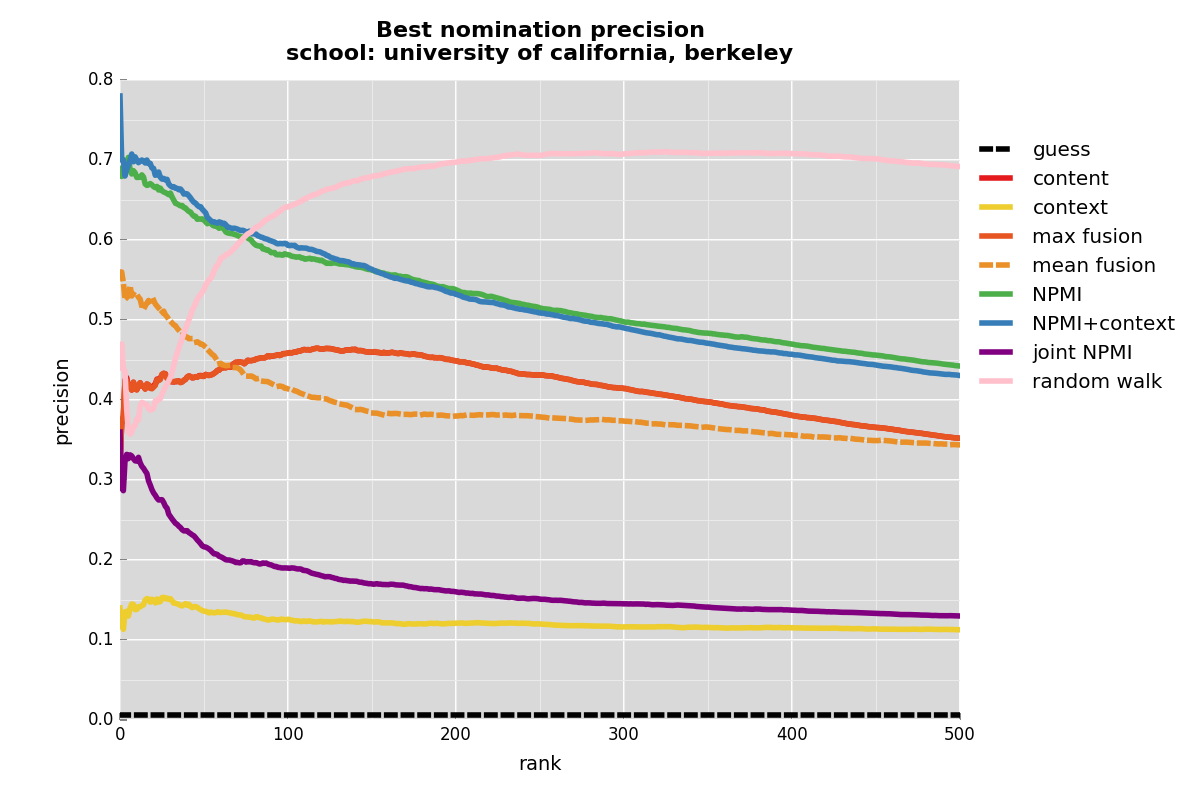 Best nomination precision
school: university of california, berkeley
precision
0.8
0.7
0.6
0.5
0.4
0.3
0.2
0.1
0.0
0
100
200
300
400
500
rank
guess
content
context
max fusion
mean fusion
NPMI
NPMI+context
joint NPMI
random walk